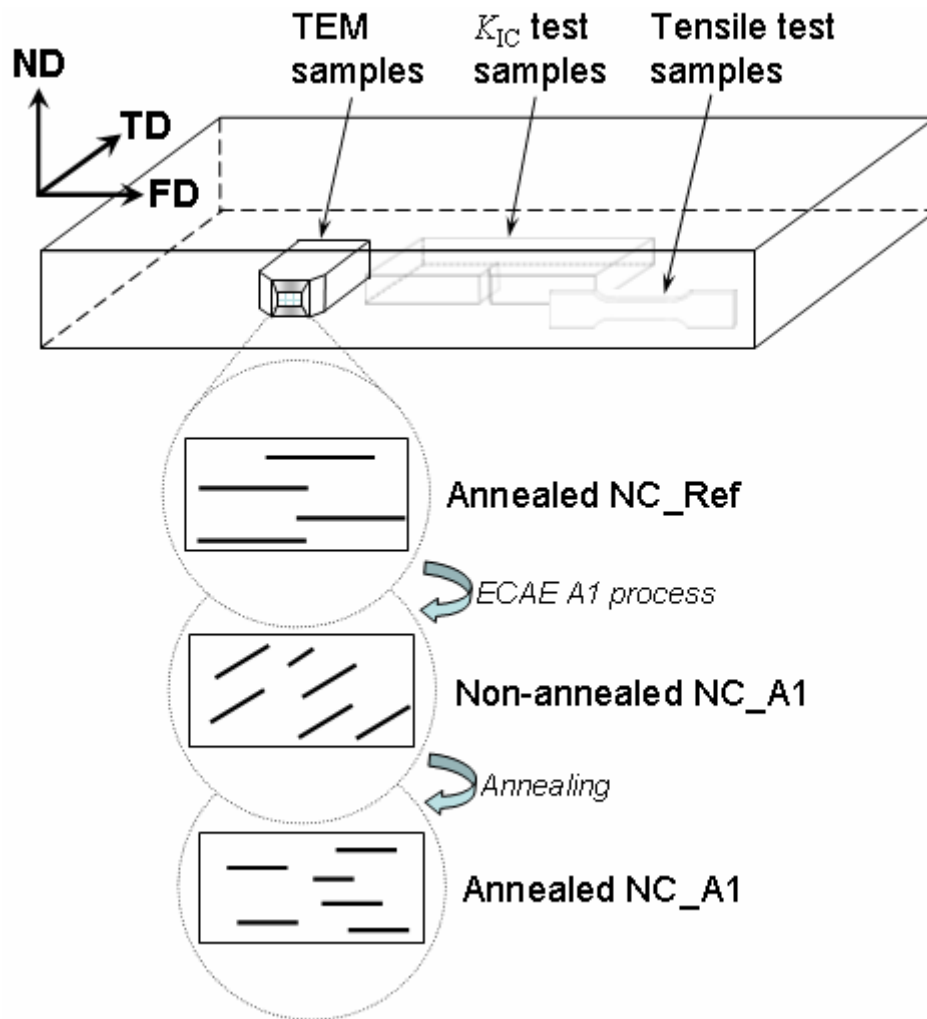 TEM samples
K_IC test samples
Tensile test samples
ND
TD
FD
Annealed NC_Ref
ECAE A1 process
Non-annealed NC_A1
Annealing
Annealed NC_A1